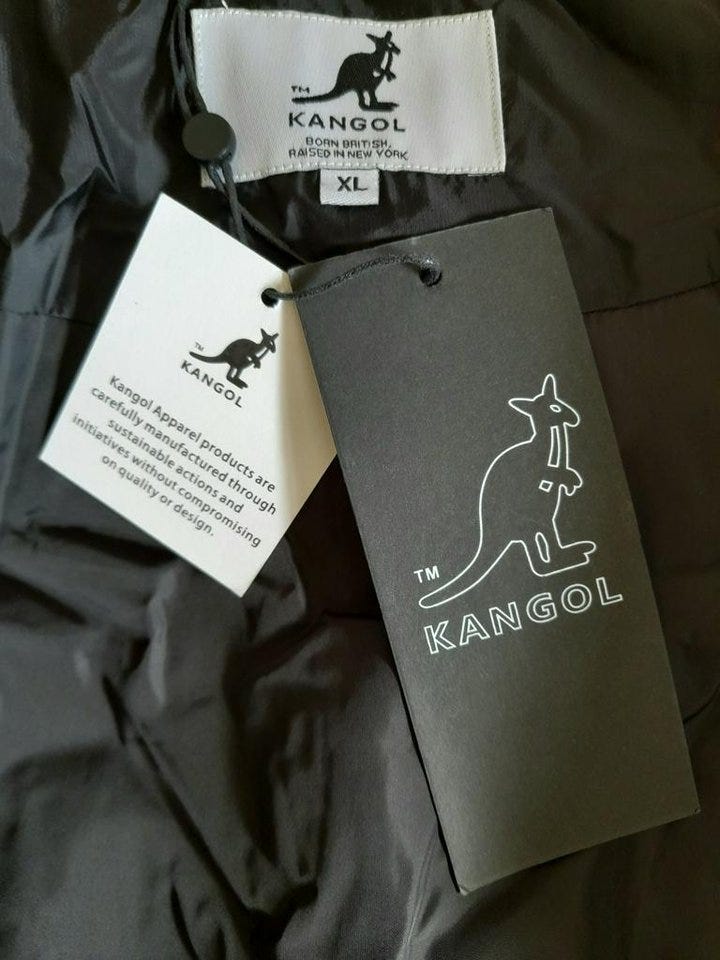 TM
KANGOL
BORN BRITISH,
RAISED IN NEW YORK
XL
TM
KANGOL
Kangol Apparel products are
carefully manufactured through
sustainable actions and
initiatives without compromising
on quality or design.
TM
KANGOL